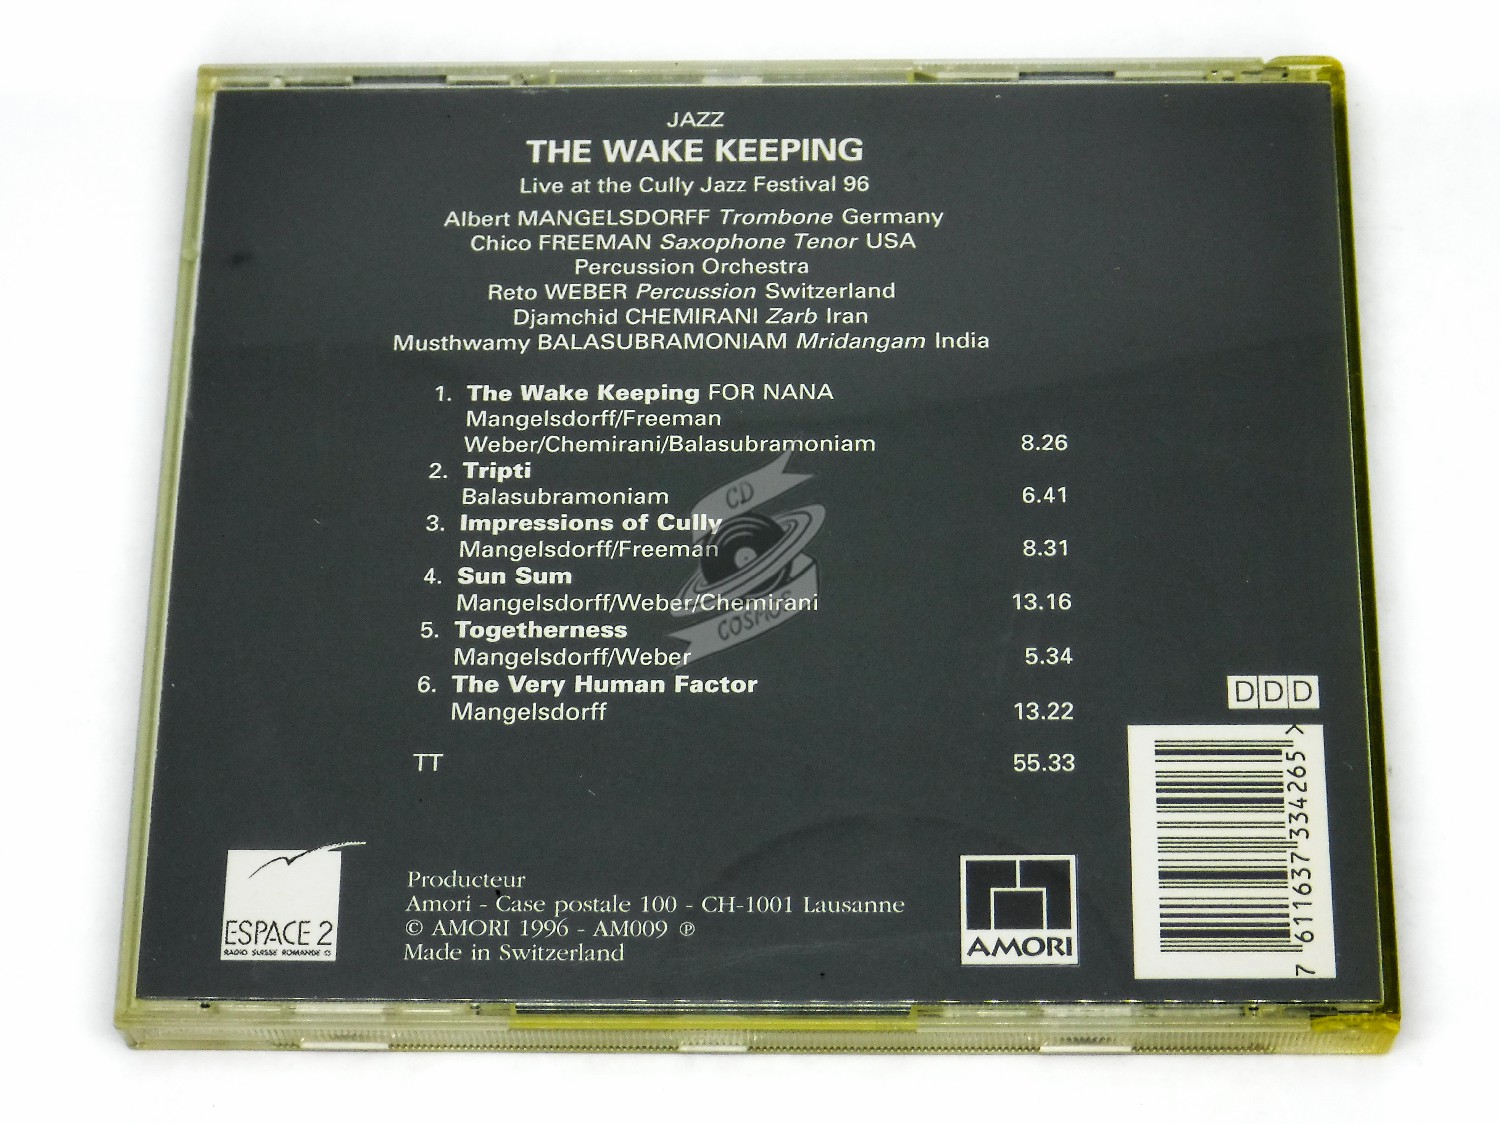 JAZZ
THE WAKE KEEPING
Live at the Cully Jazz Festival 96
Albert MANGELSDORFF Trombone Germany
Chico FREEMAN Saxophone Tenor USA
Percussion Orchestra
Reto WEBER Percussion Switzerland
Djamchid CHEMIRANI Zarb Iran
Musthwamy BALASUBRAMONIAM Mridangam India
1. The Wake Keeping FOR NANA
Mangelsdorff/Freeman
Weber/Chemirani/Balasubramoniam 8.26
2. Tripti
Balasubramoniam 6.41
3. Impressions of Cully
Mangelsdorff/Freeman 8.31
4. Sun Sum
Mangelsdorff/Weber/Chemirani 13.16
5. Togetherness
Mangelsdorff/Weber 5.34
6. The Very Human Factor
Mangelsdorff 13.22
TT 55.33
CD
COSMOS
DDD
7 611637 334265 >
ESPACE 2
RADIO SUISSE ROMANDE
Producteur
Amori - Case postale 100 - CH-1001 Lausanne
© AMORI 1996 - AM009 ℗
Made in Switzerland
AMORI